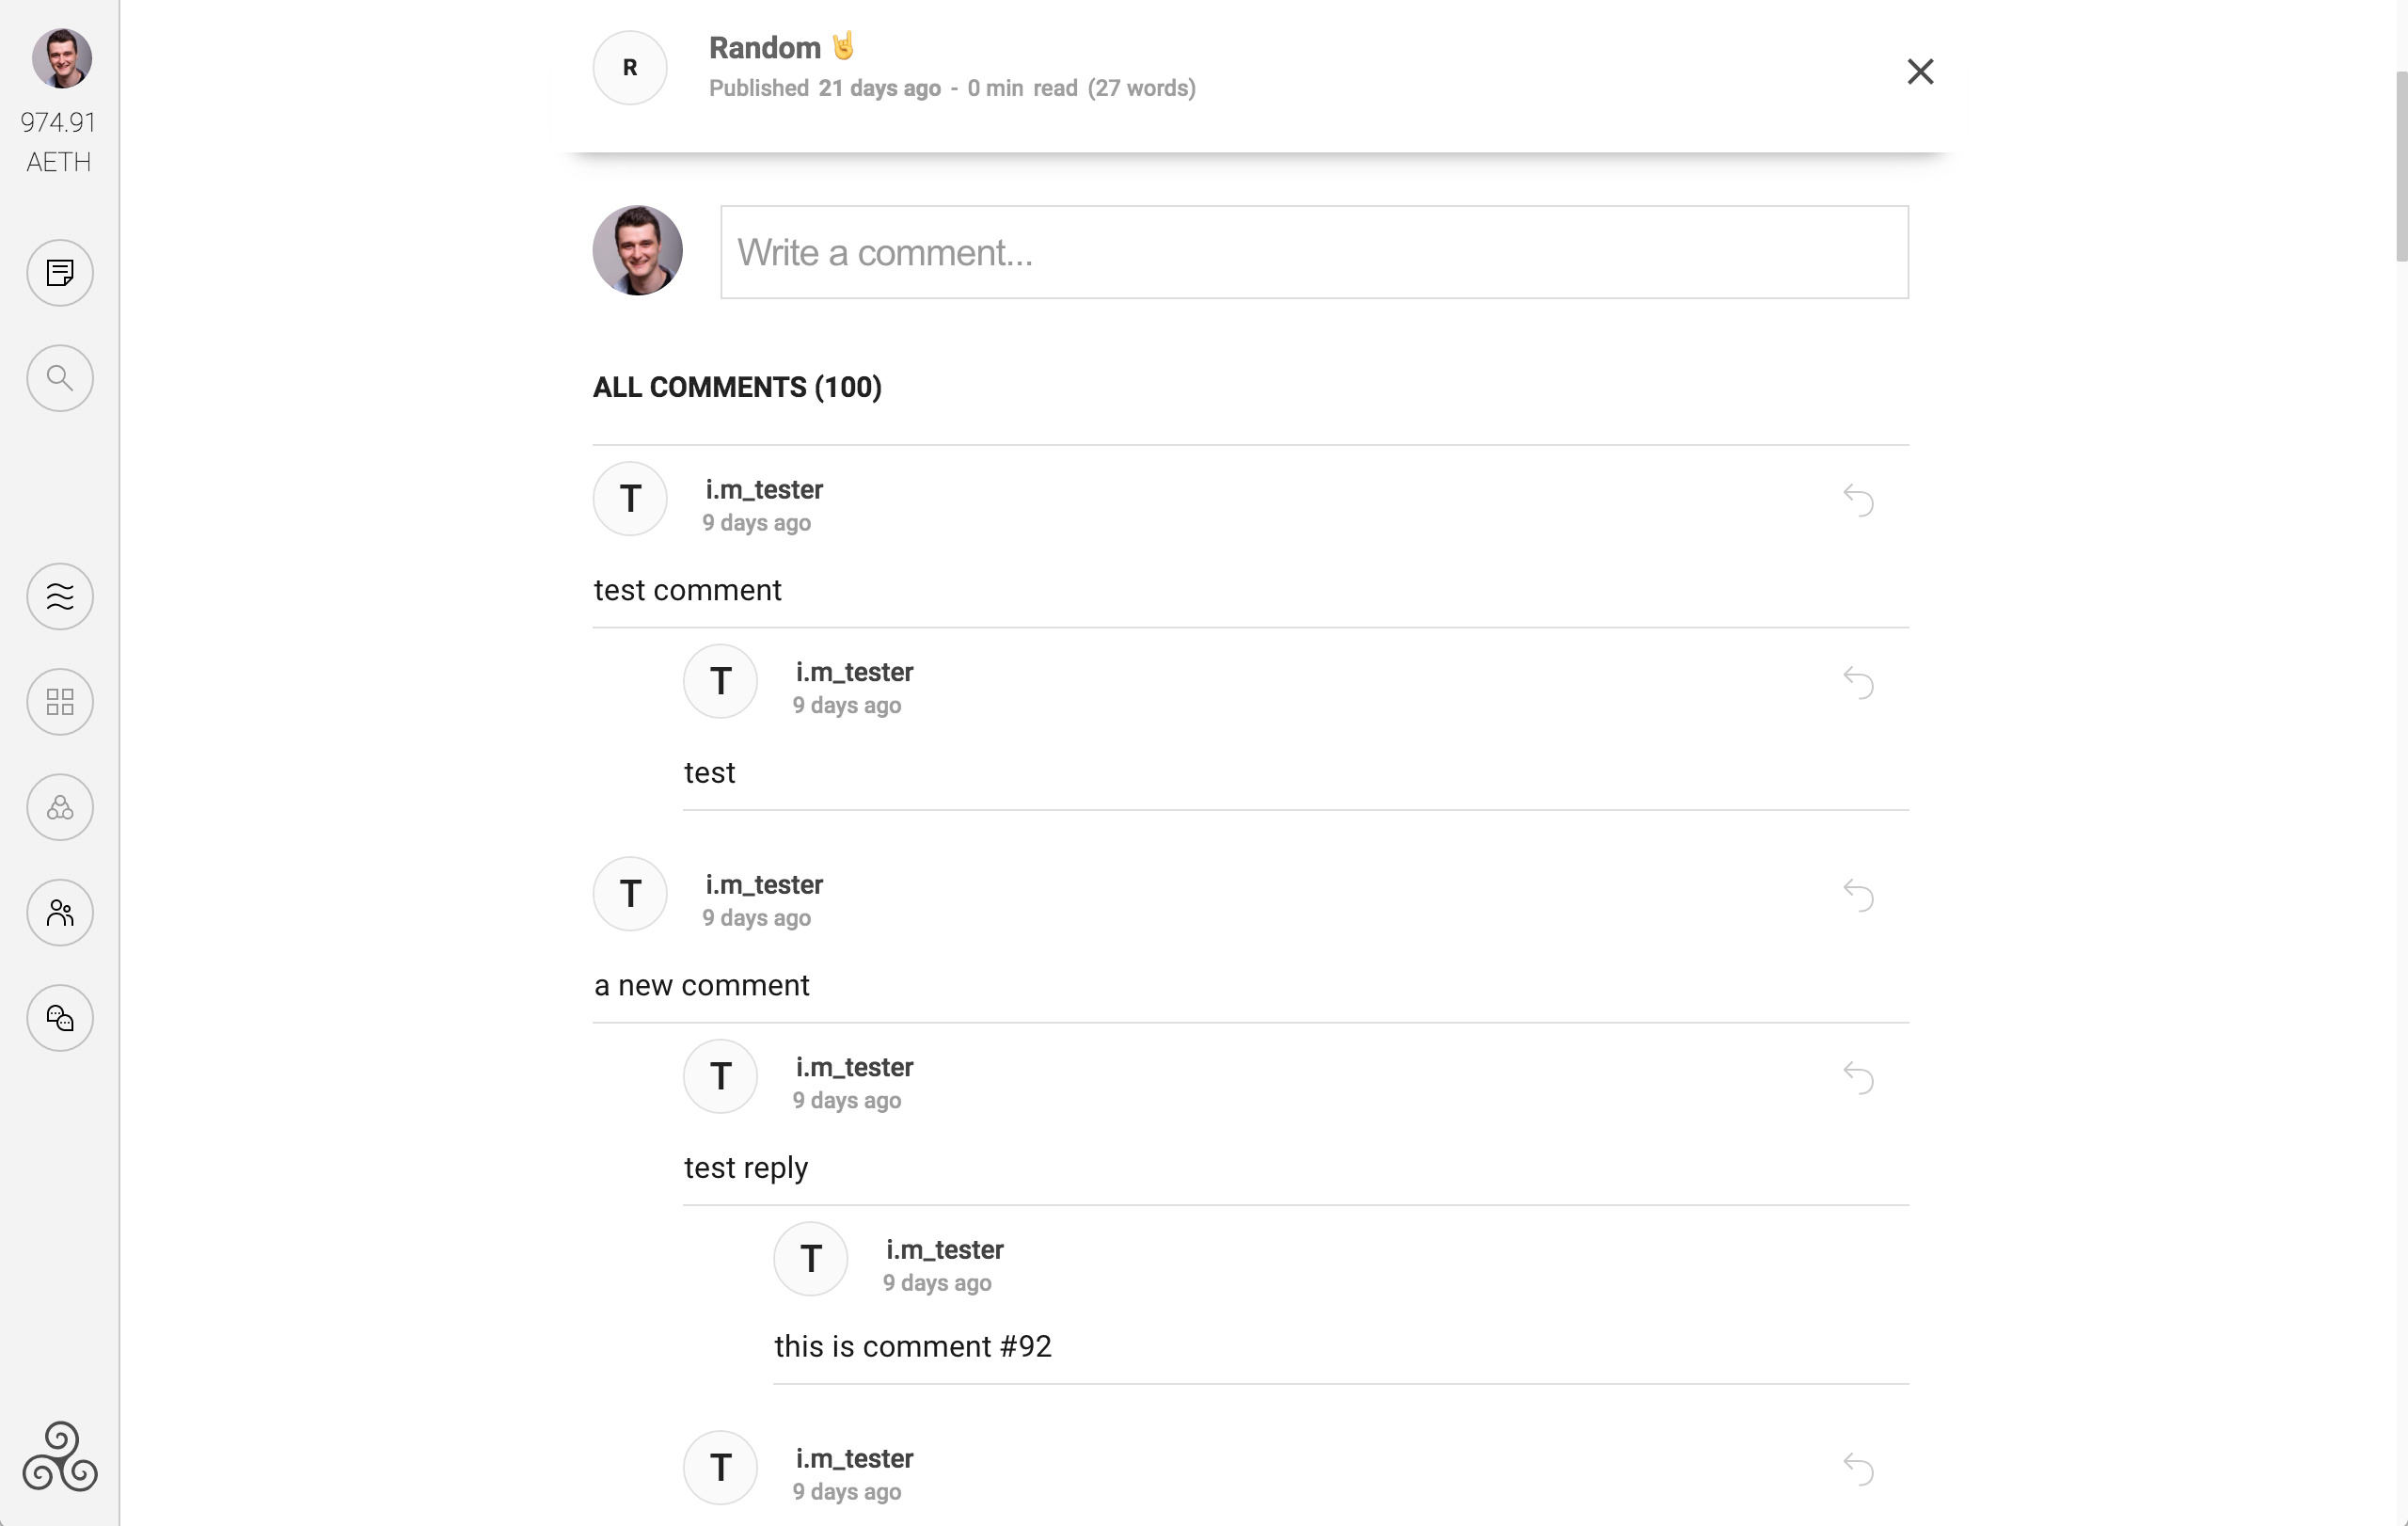 974.91
AETH
R
Random 🤘
Published 21 days ago - 0 min read (27 words)
Write a comment...
ALL COMMENTS (100)
T
i.m_tester
9 days ago
test comment
T
i.m_tester
9 days ago
test
T
i.m_tester
9 days ago
a new comment
T
i.m_tester
9 days ago
test reply
T
i.m_tester
9 days ago
this is comment #92
T
i.m_tester
9 days ago